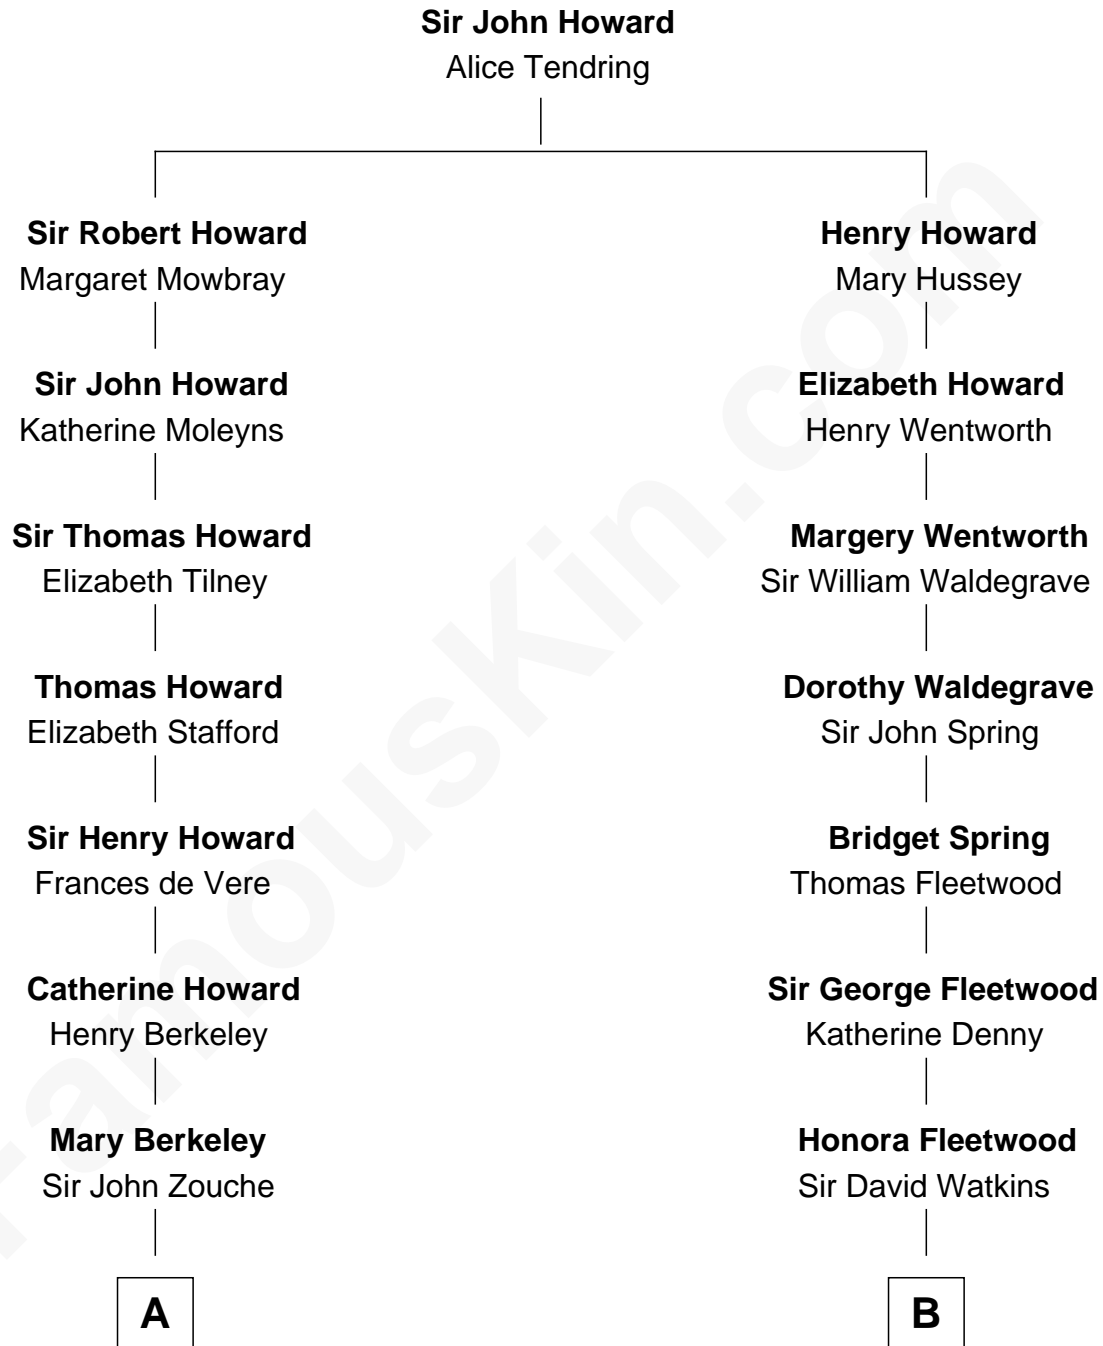 Sir John Howard
Alice Tendring
Sir Robert Howard
Margaret Mowbray
Henry Howard
Mary Hussey
Sir John Howard
Katherine Moleyns
Elizabeth Howard
Henry Wentworth
Sir Thomas Howard
Elizabeth Tilney
Margery Wentworth
Sir William Waldegrave
Thomas Howard
Elizabeth Stafford
Dorothy Waldegrave
Sir John Spring
Sir Henry Howard
Frances de Vere
Bridget Spring
Thomas Fleetwood
Catherine Howard
Henry Berkeley
Sir George Fleetwood
Katherine Denny
Mary Berkeley
Sir John Zouche
Honora Fleetwood
Sir David Watkins
A
B
FamousKin.com